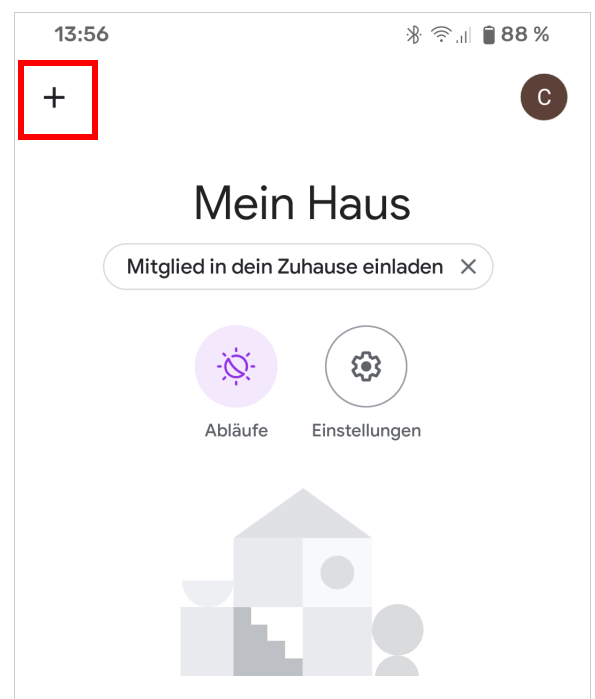 13:56 88 %
+ C
Mein Haus
Mitglied in dein Zuhause einladen
Abläufe Einstellungen